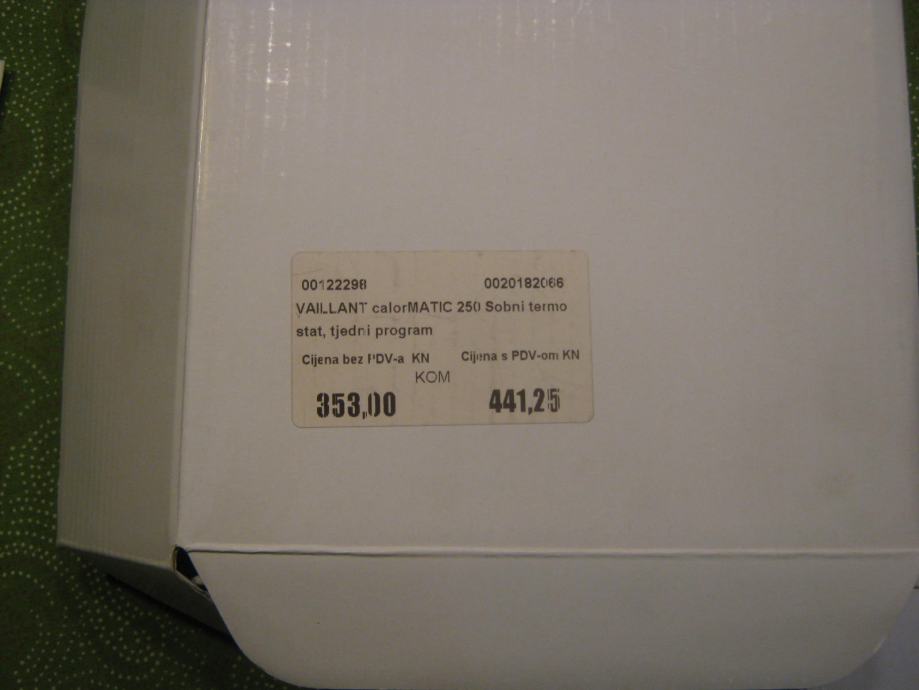 00122298 0020182066
VAILLANT calorMATIC 250 Sobni termo
stat, tjedni program
Cijena bez PDV-a KN Cijena s PDV-om KN
KOM
353,00 441,25